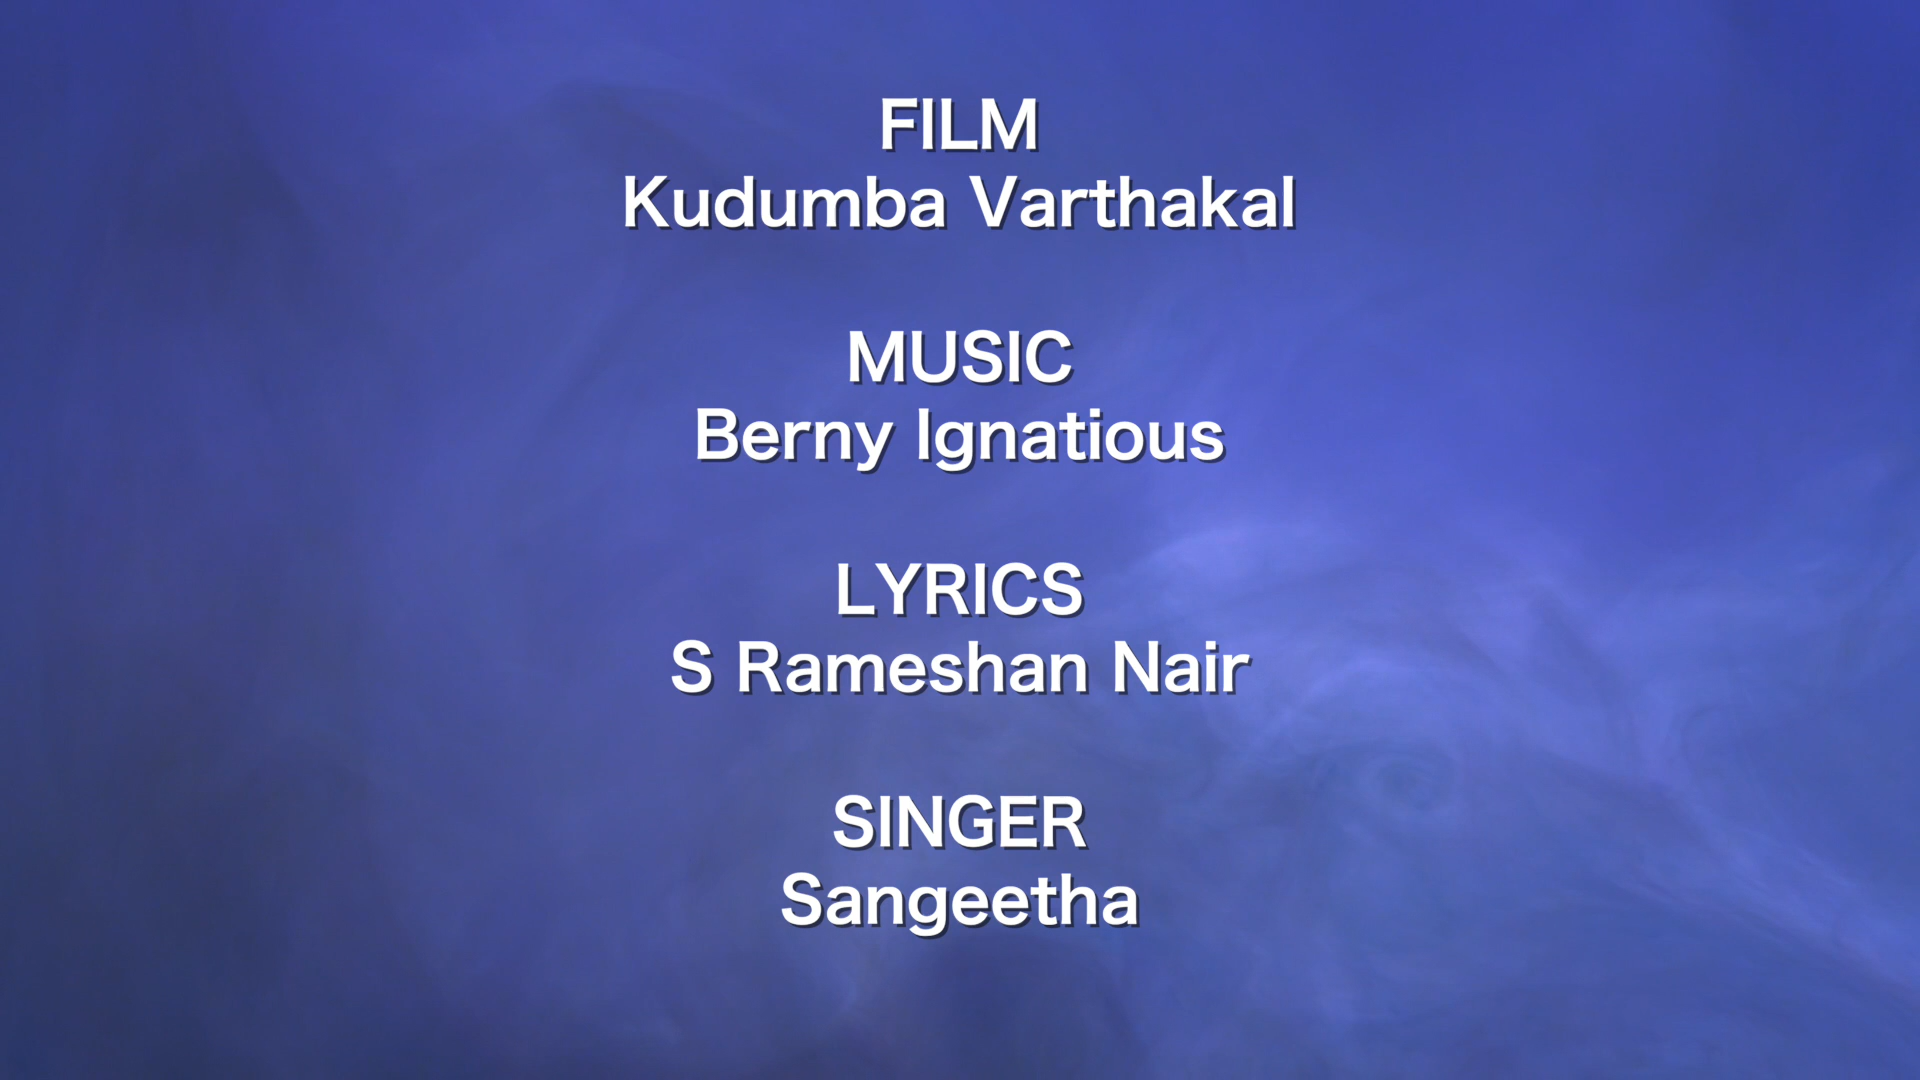 FILM
Kudumba Varthakal
MUSIC
Berny Ignatious
LYRICS
S Rameshan Nair
SINGER
Sangeetha